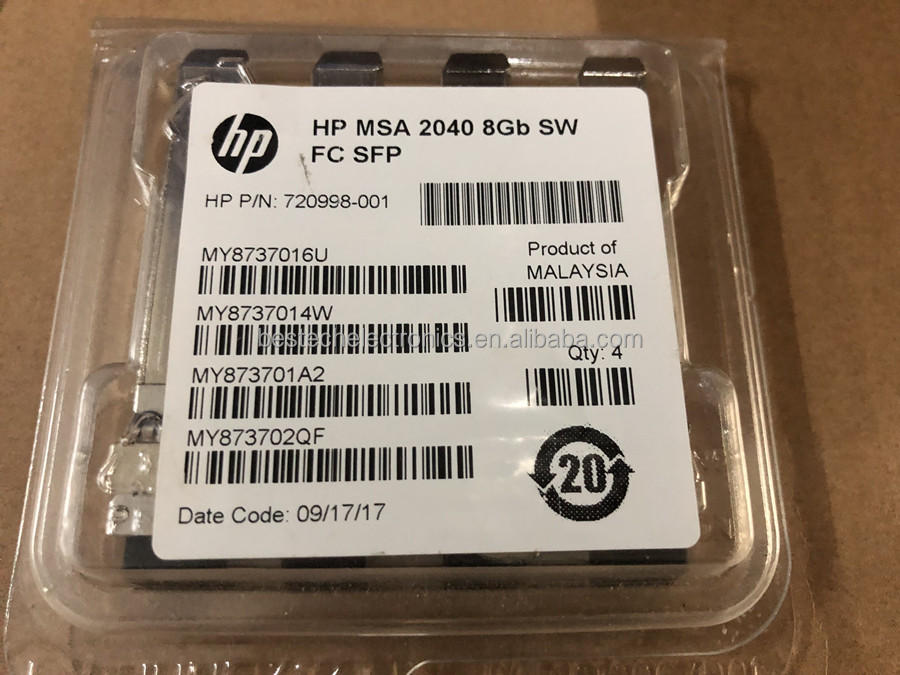 hp
HP MSA 2040 8Gb SW
FC SFP
HP P/N: 720998-001
MY8737016U
Product of
MALAYSIA
MY8737014W
bestecnelectronics.en.alibaba.com
Qty: 4
MY873701A2
MY873702QF
20
Date Code: 09/17/17